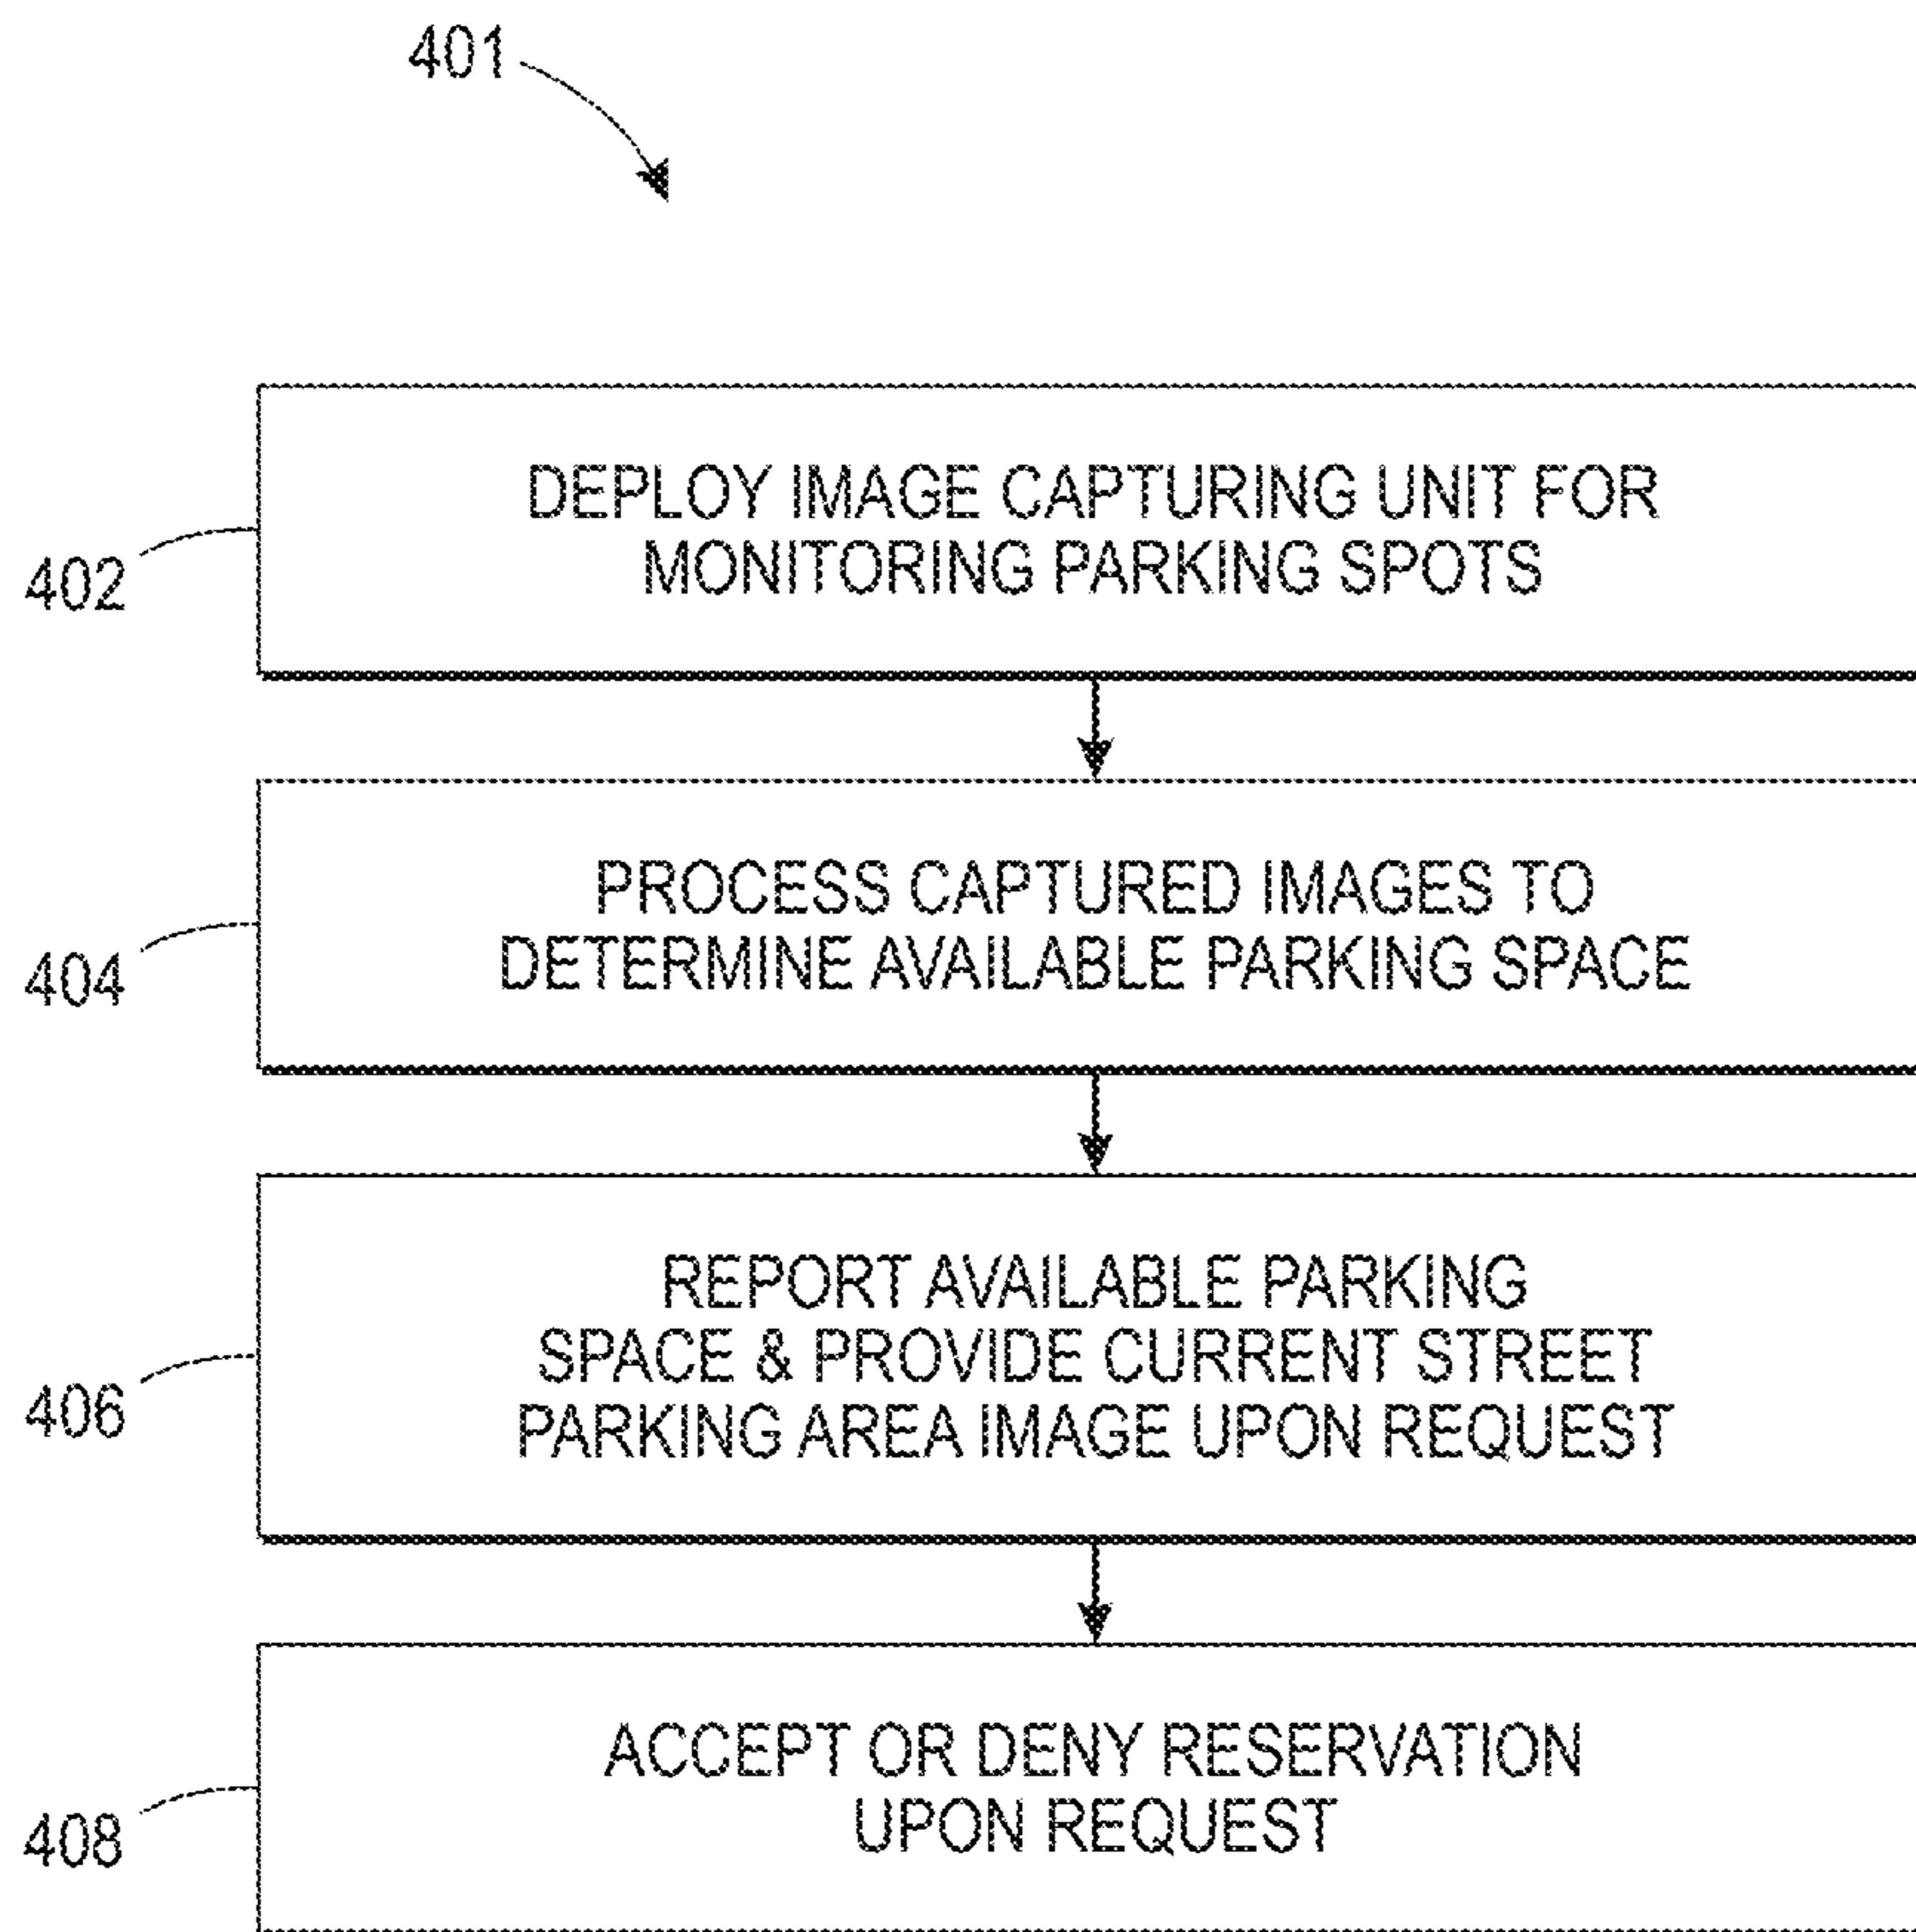 401
DEPLOY IMAGE CAPTURING UNIT FOR
MONITORING PARKING SPOTS
402
PROCESS CAPTURED IMAGES TO
DETERMINE AVAILABLE PARKING SPACE
404
REPORT AVAILABLE PARKING
SPACE & PROVIDE CURRENT STREET
PARKING AREA IMAGE UPON REQUEST
406
ACCEPT OR DENY RESERVATION
UPON REQUEST
408